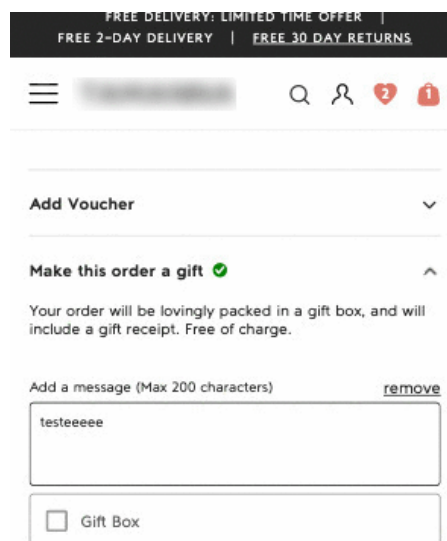 FREE DELIVERY: LIMITED TIME OFFER |
FREE 2-DAY DELIVERY | FREE 30 DAY RETURNS
2 1
Add Voucher
Make this order a gift
Your order will be lovingly packed in a gift box, and will
include a gift receipt. Free of charge.
Add a message (Max 200 characters) remove
testeeeee
Gift Box